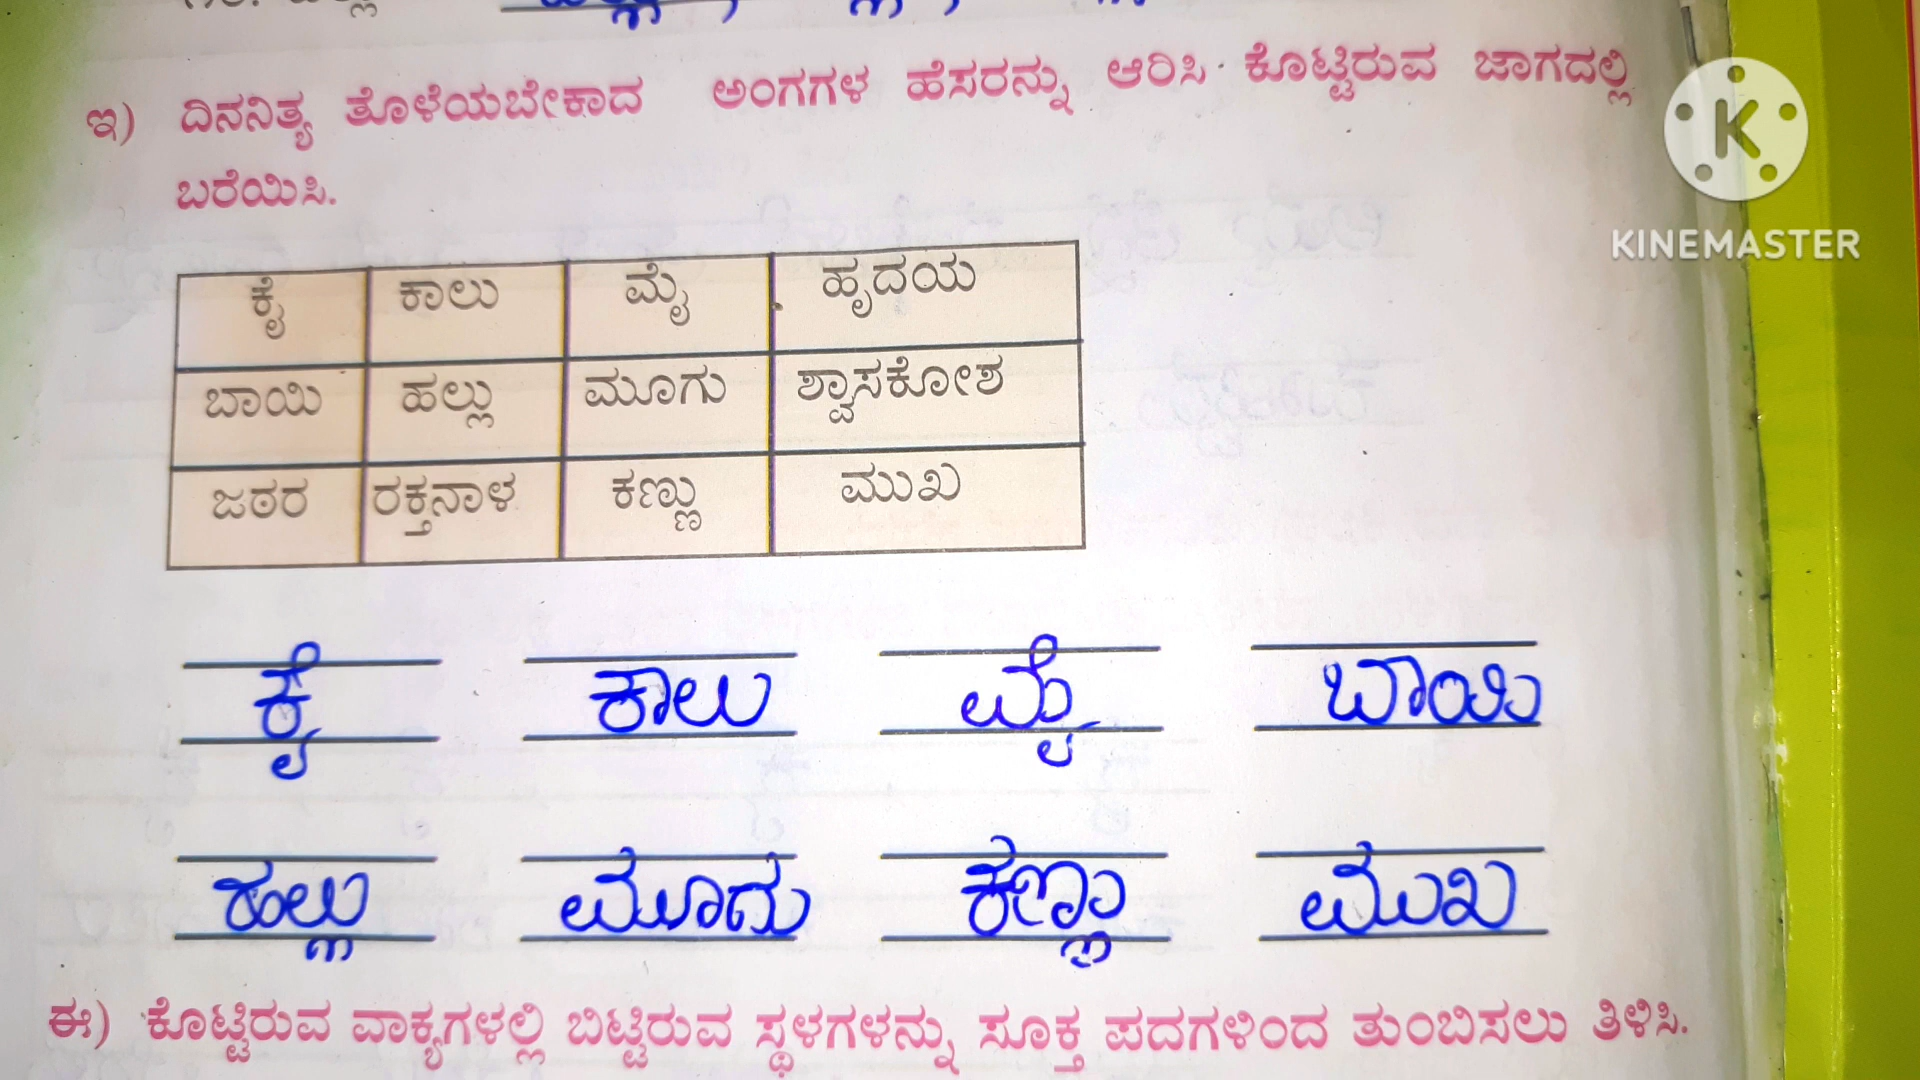 ಇ) ದಿನನಿತ್ಯ ತೊಳೆಯಬೇಕಾದ ಅಂಗಗಳ ಹೆಸರನ್ನು ಆರಿಸಿ ಕೊಟ್ಟಿರುವ ಜಾಗದಲ್ಲಿ
ಬರೆಯಿಸಿ.
K
KINEMASTER
ಕೈ ಕಾಲು ಮೈ ಹೃದಯ
ಬಾಯಿ ಹಲ್ಲು ಮೂಗು ಶ್ವಾಸಕೋಶ
ಜಠರ ರಕ್ತನಾಳ ಕಣ್ಣು ಮುಖ
ಕೈ ಕಾಲು ಮೈ ಬಾಯಿ
ಹಲ್ಲು ಮೂಗು ಕಣ್ಣು ಮುಖ
ಈ) ಕೊಟ್ಟಿರುವ ವಾಕ್ಯಗಳಲ್ಲಿ ಬಿಟ್ಟಿರುವ ಸ್ಥಳಗಳನ್ನು ಸೂಕ್ತ ಪದಗಳಿಂದ ತುಂಬಿಸಲು ತಿಳಿಸಿ.